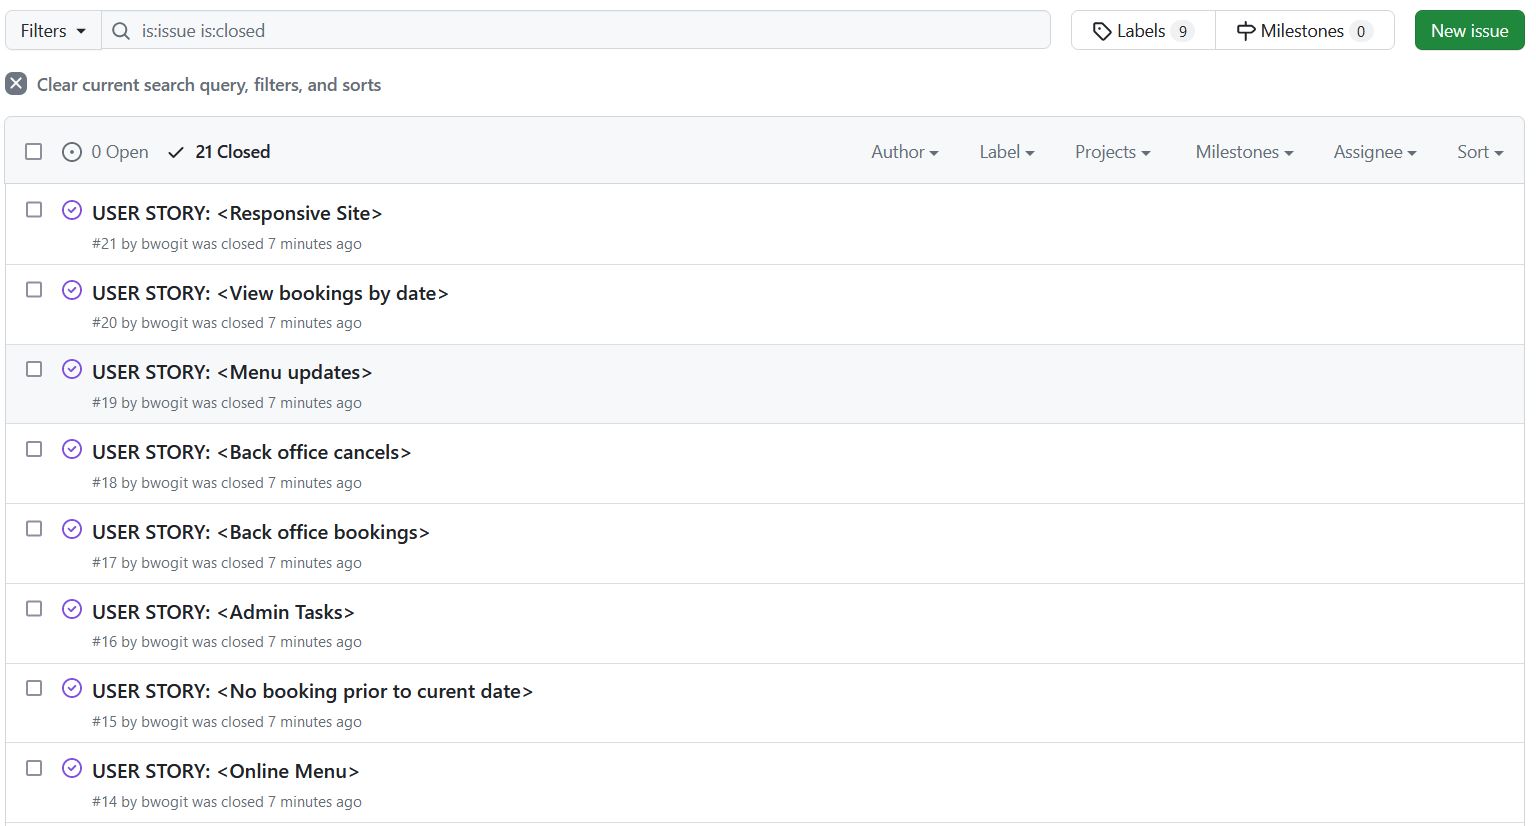 Filters is:issue is:closed Labels 9 Milestones 0 New issue
Clear current search query, filters, and sorts
0 Open 21 Closed Author Label Projects Milestones Assignee Sort
USER STORY: <Responsive Site>
#21 by bwogit was closed 7 minutes ago
USER STORY: <View bookings by date>
#20 by bwogit was closed 7 minutes ago
USER STORY: <Menu updates>
#19 by bwogit was closed 7 minutes ago
USER STORY: <Back office cancels>
#18 by bwogit was closed 7 minutes ago
USER STORY: <Back office bookings>
#17 by bwogit was closed 7 minutes ago
USER STORY: <Admin Tasks>
#16 by bwogit was closed 7 minutes ago
USER STORY: <No booking prior to curent date>
#15 by bwogit was closed 7 minutes ago
USER STORY: <Online Menu>
#14 by bwogit was closed 7 minutes ago